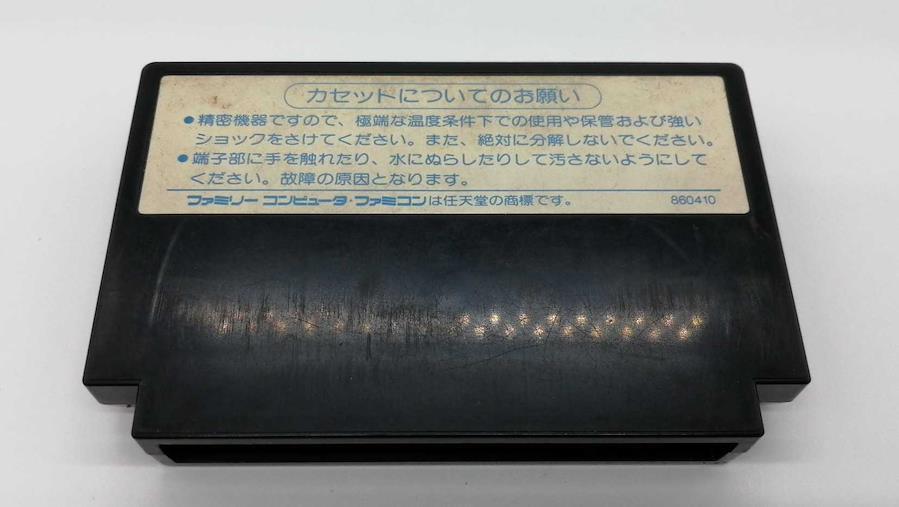 カセットについてのお願い
●精密機器ですので、極端な温度条件下での使用や保管および強い
ショックをさけてください。また、絶対に分解しないでください。
●端子部に手を触れたり、水にぬらしたりして汚さないようにして
ください。故障の原因となります。
ファミリー コンピュータ・ファミコンは任天堂の商標です。 860410